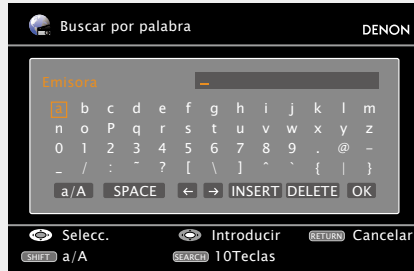 Buscar por palabra DENON
Emisora _
a b c d e f g h i j k l m
n o P q r s t u v w x y z
0 1 2 3 4 5 6 7 8 9 . @ –
_ / : ~ ? [ \ ] ^ ` { | }
a/A SPACE ← → INSERT DELETE OK
Selecc. Introducir RETURN Cancelar
SHIFT a/A SEARCH 10Teclas